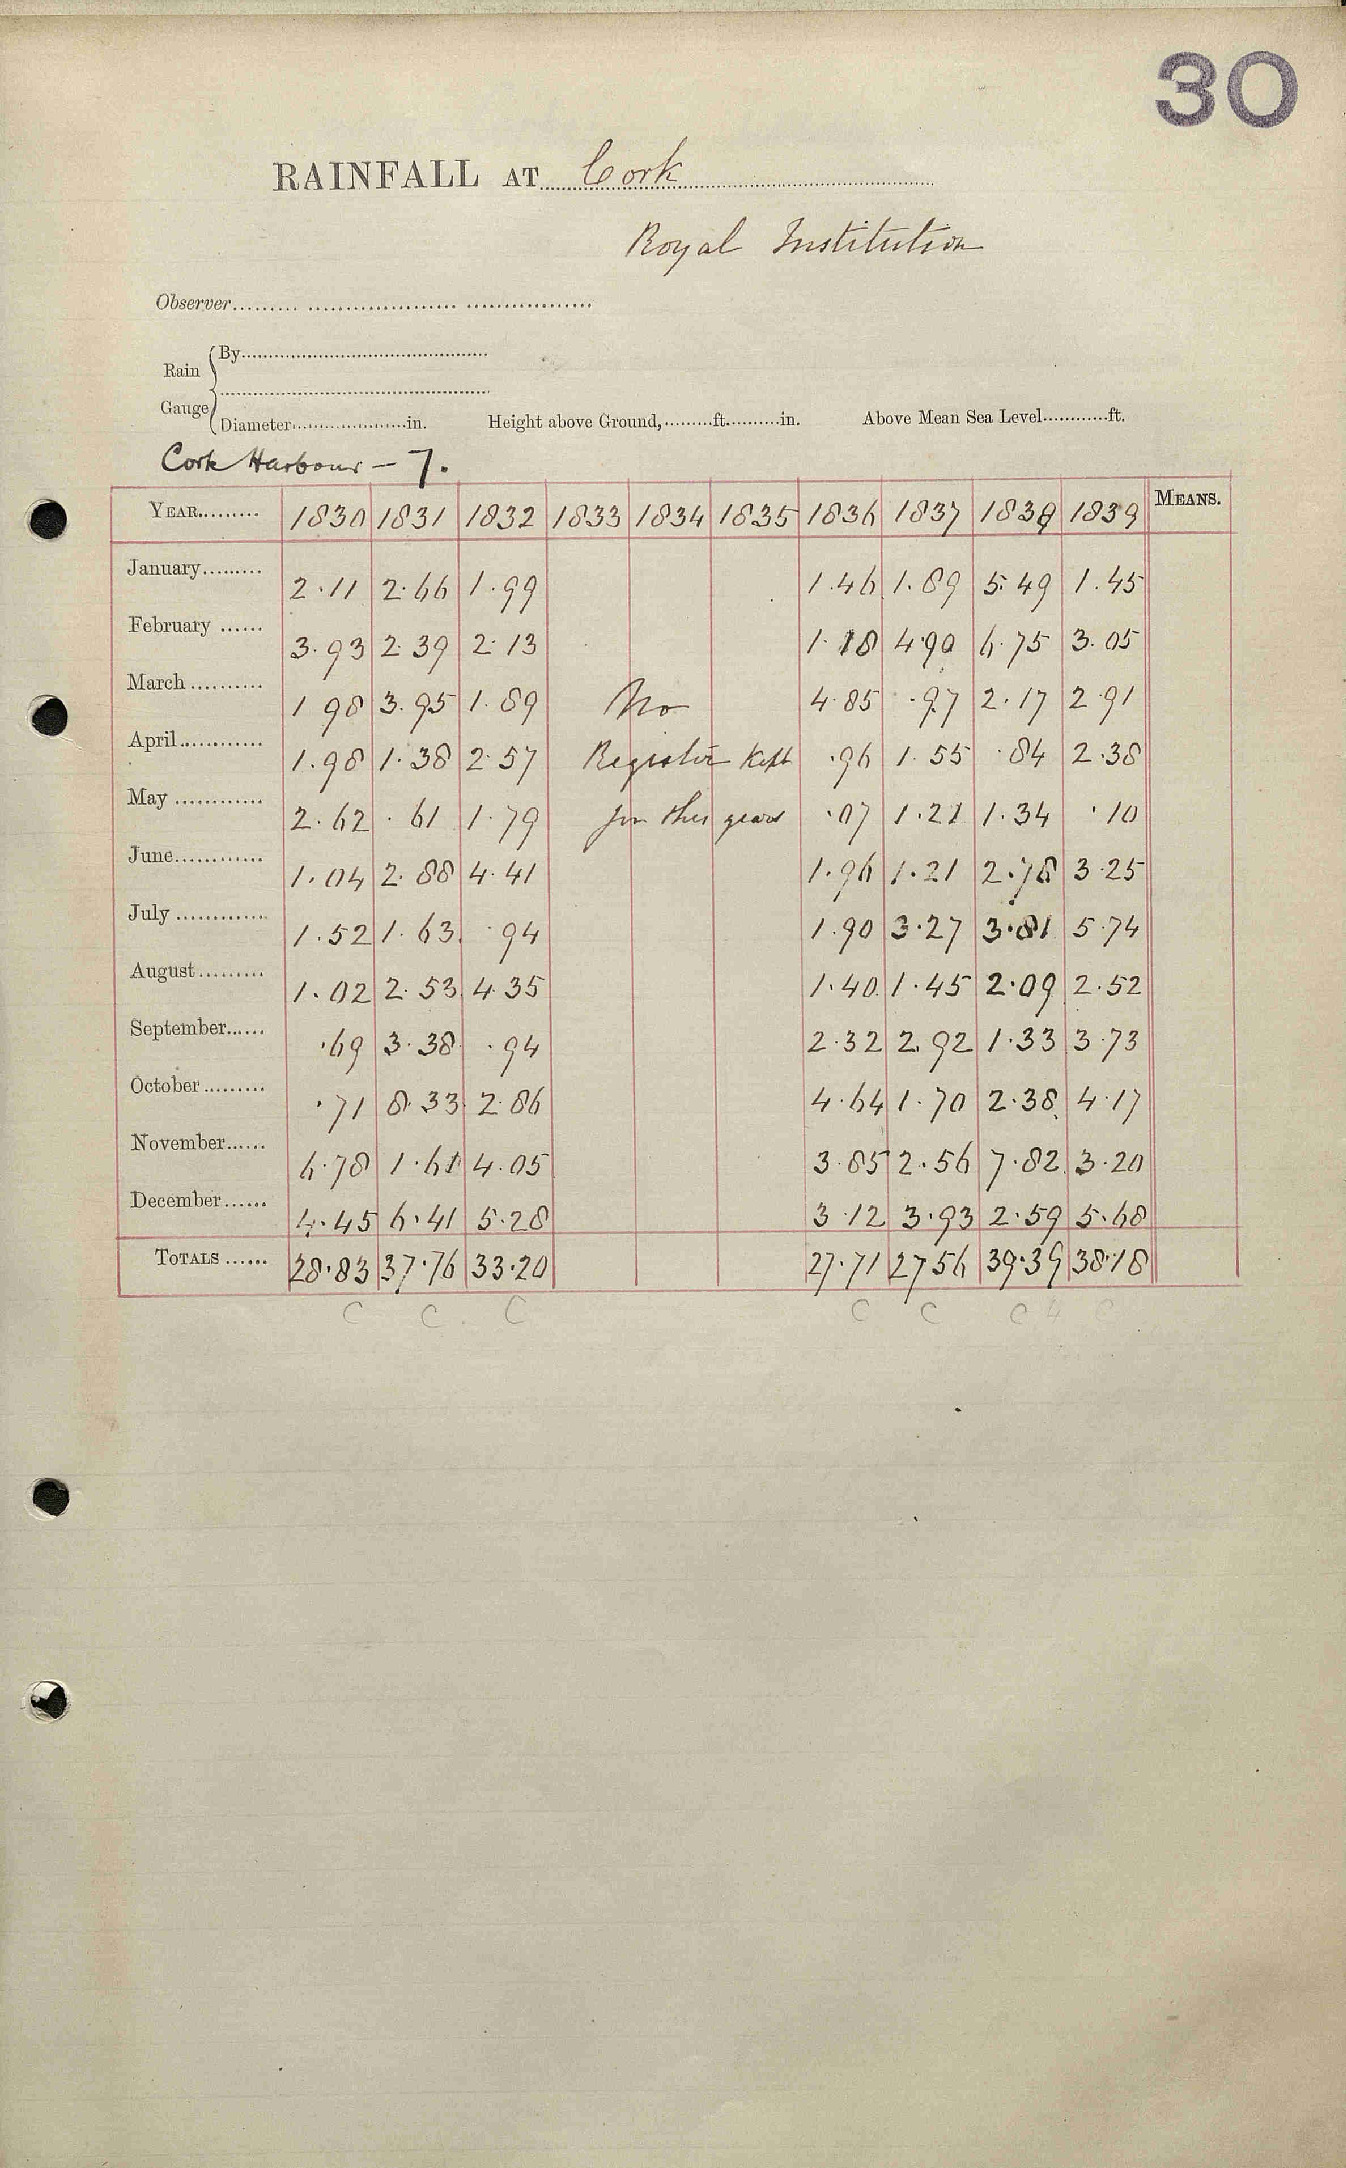 30
RAINFALL AT Cork
Royal Institution
Observer
Rain Gauge
By
Diameter in. Height above Ground, ft. in. Above Mean Sea Level ft.
Cork Harbour – 7.
YEAR 1830 1831 1832 1833 1834 1835 1836 1837 1838 1839 MEANS.
January 2.11 2.66 1.99 1.46 1.89 5.49 1.45
February 3.93 2.39 2.13 1.18 4.90 6.75 3.05
March 1 98 3.95 1.89 No 4.85 .97 2.17 2.91
April 1.98 1.38 2.57 Register kept .96 1.55 .84 2.38
May 2.62 .61 1.79 for this years .07 1.21 1.34 .10
June 1.04 2.88 4.41 1.96 1.21 2.78 3.25
July 1.52 1.63 .94 1.90 3.27 3.81 5.74
August 1.02 2.53 4.35 1.40 1.45 2.09 2.52
September .69 3.38 .94 2.32 2.92 1.33 3.73
October .71 8.33 2.86 4.64 1.70 2.38 4.17
November 6.78 1.61 4.05 3.85 2.56 7.82 3.20
December 4.45 6.41 5.28 3.12 3.93 2.59 5.68
TOTALS 28.83 37.76 33.20 27.71 27 56 39.39 38.18
C C C C C C 4 C